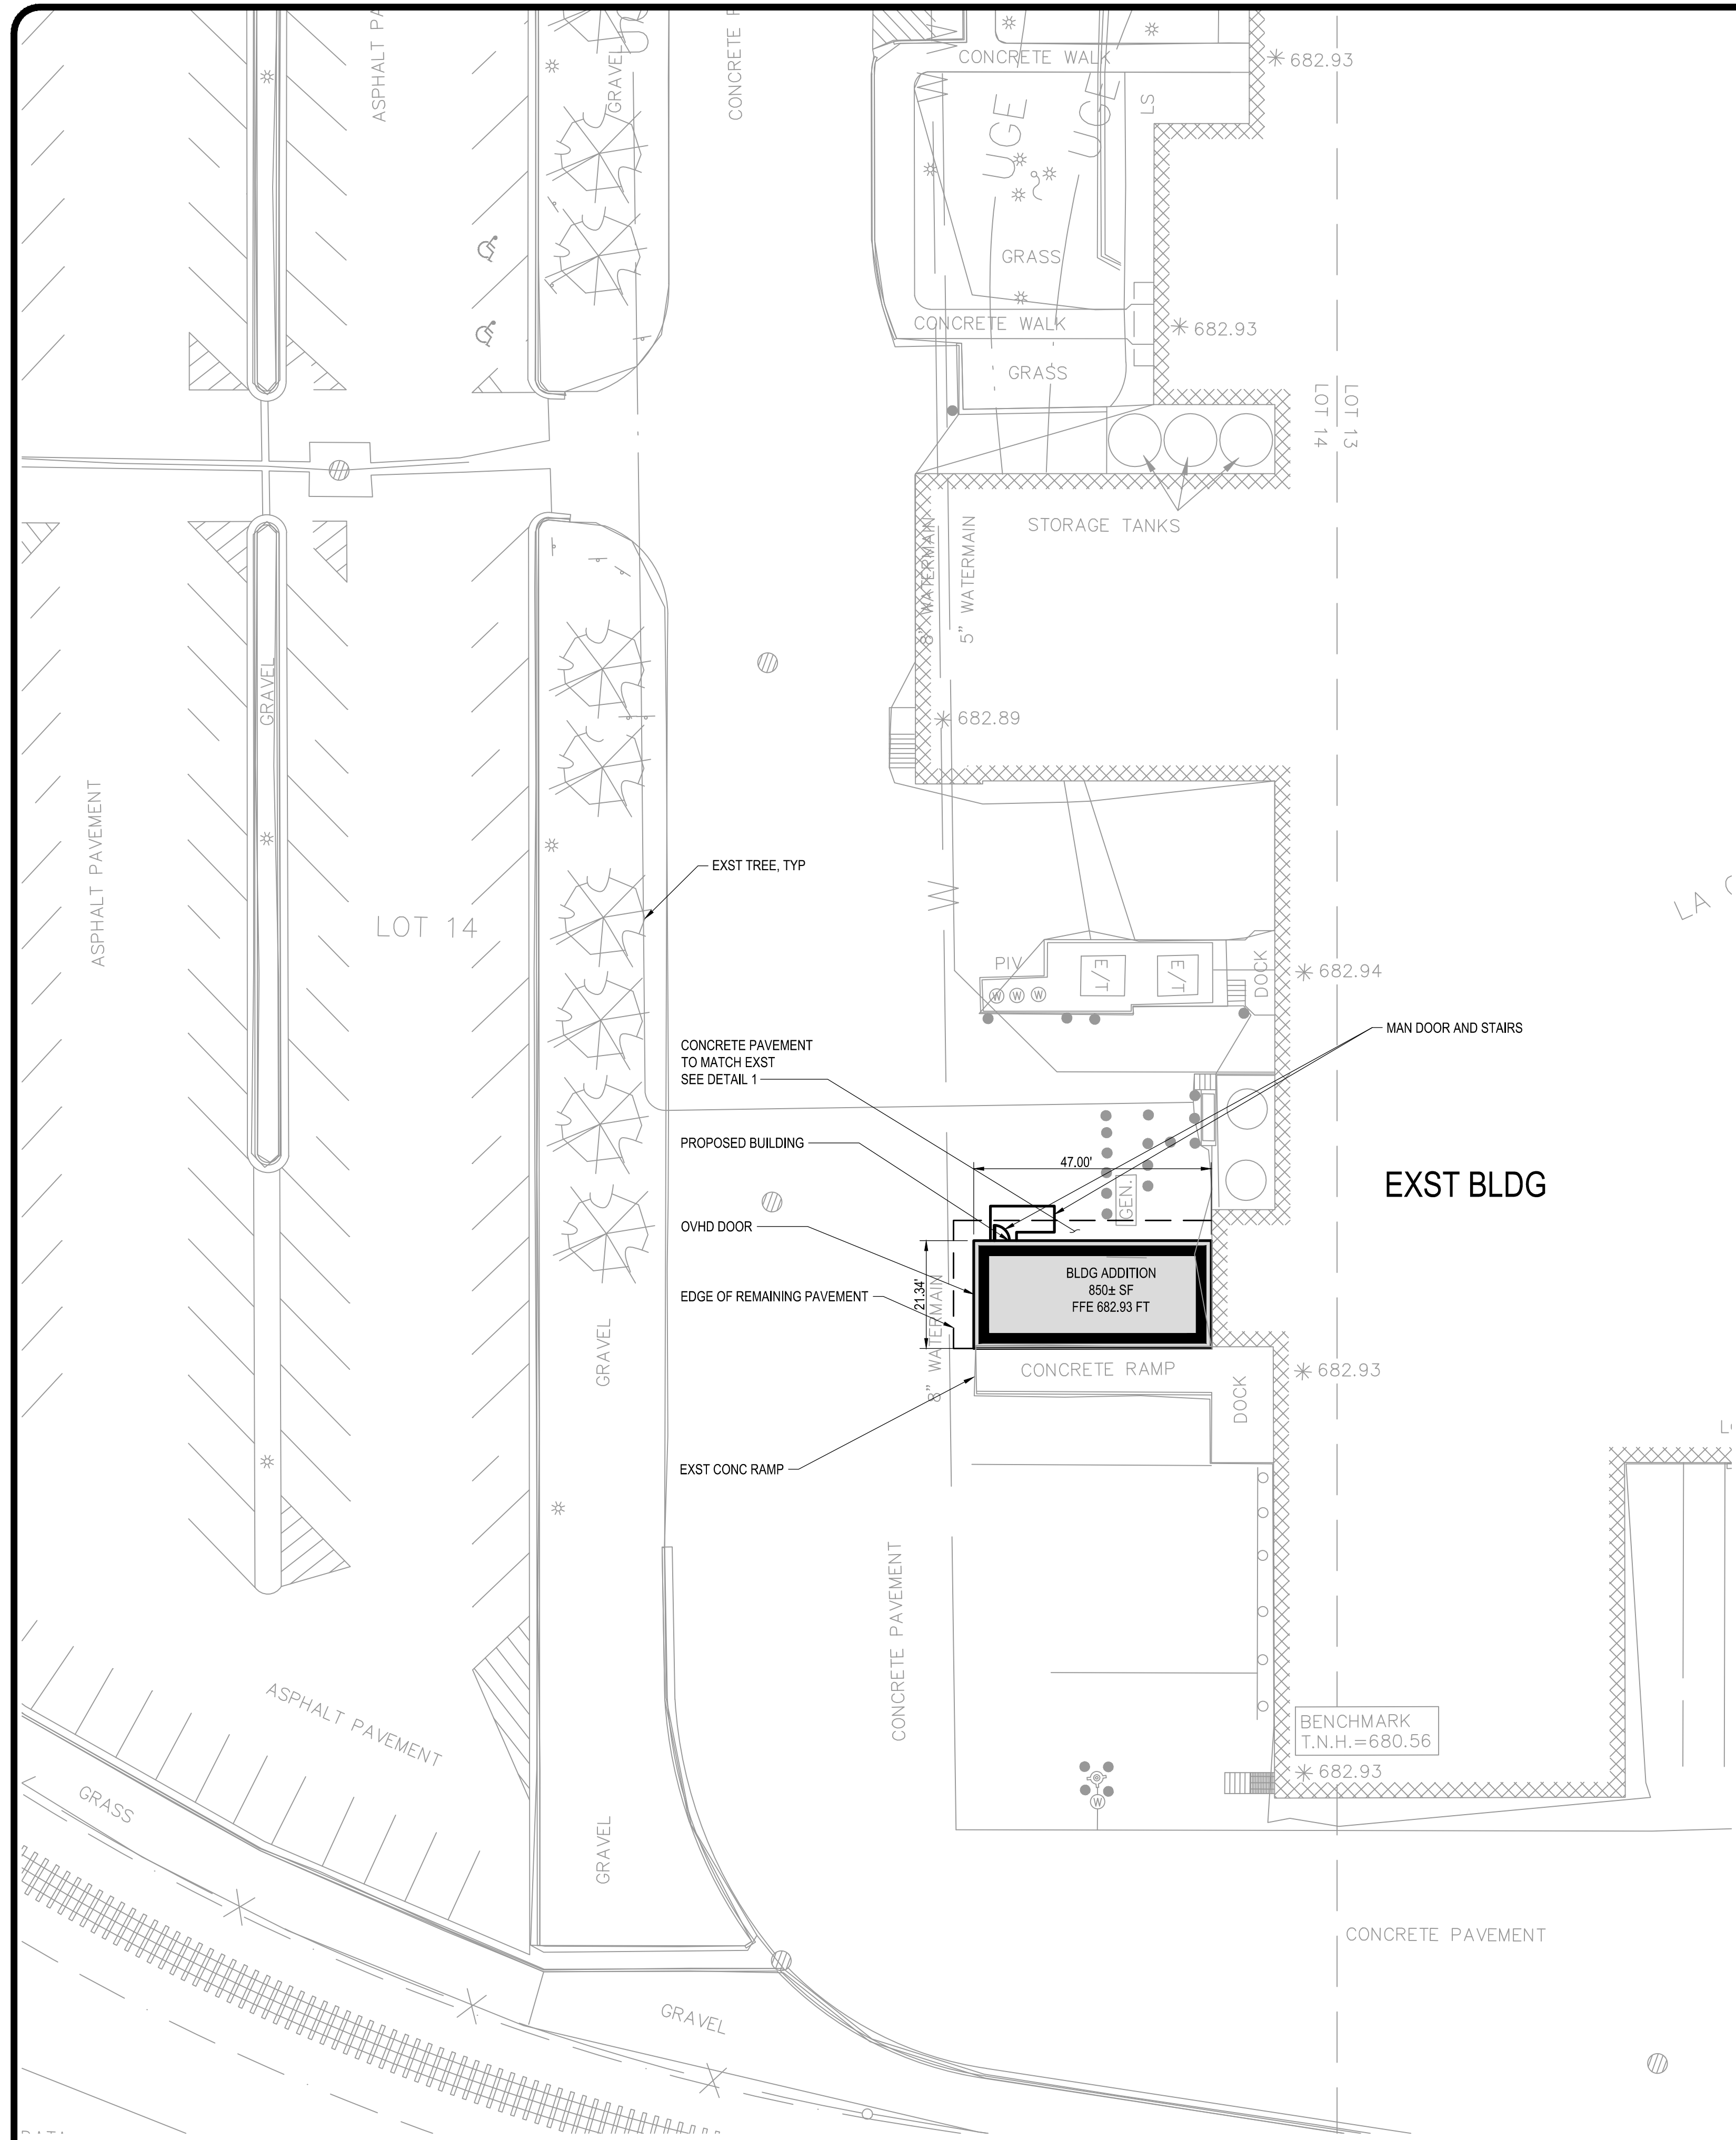 ASPHALT PA
GRAVEL
CONCRETE
CONCRETE WALK
682.93
UGE
UGE
LS
GRASS
CONCRETE WALK
682.93
GRASS
LOT 14
LOT 13
STORAGE TANKS
8" WATERMAIN
5" WATERMAIN
GRAVEL
682.89
ASPHALT PAVEMENT
EXST TREE, TYP
LOT 14
W
W
LA
PIV
E/T
E/T
DOCK
682.94
W
W
W
MAN DOOR AND STAIRS
CONCRETE PAVEMENT
TO MATCH EXST
SEE DETAIL 1
PROPOSED BUILDING
47.00'
GEN.
EXST BLDG
OVHD DOOR
21.34'
BLDG ADDITION
850± SF
FFE 682.93 FT
EDGE OF REMAINING PAVEMENT
8" WATERMAIN
GRAVEL
CONCRETE RAMP
682.93
DOCK
EXST CONC RAMP
CONCRETE PAVEMENT
ASPHALT PAVEMENT
BENCHMARK
T.N.H.=680.56
682.93
W
GRASS
GRAVEL
CONCRETE PAVEMENT
GRAVEL